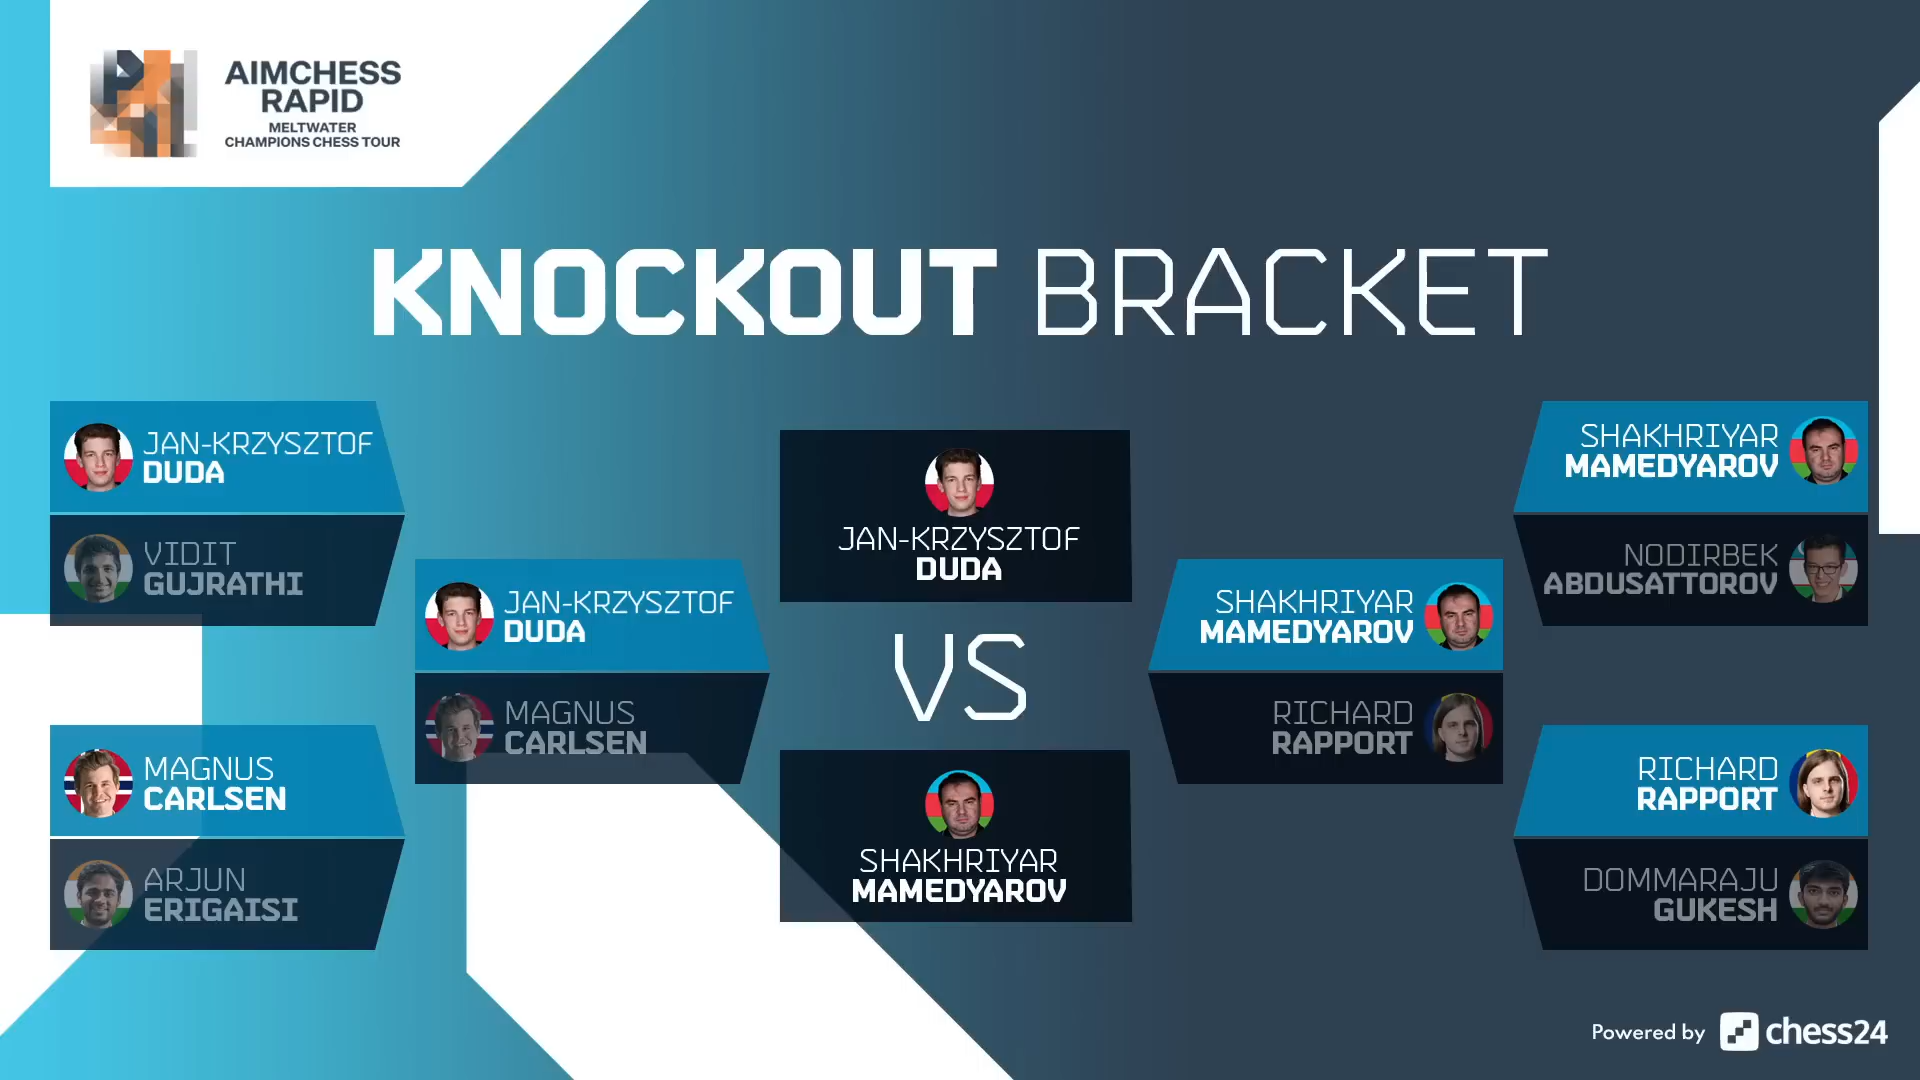 AIMCHESS
RAPID
MELTWATER
CHAMPIONS CHESS TOUR
KNOCKOUT BRACKET
JAN-KRZYSZTOF
DUDA
VIDIT
GUJRATHI
MAGNUS
CARLSEN
ARJUN
ERIGAISI
JAN-KRZYSZTOF
DUDA
MAGNUS
CARLSEN
JAN-KRZYSZTOF
DUDA
VS
SHAKHRIYAR
MAMEDYAROV
SHAKHRIYAR
MAMEDYAROV
RICHARD
RAPPORT
SHAKHRIYAR
MAMEDYAROV
NODIRBEK
ABDUSATTOROV
RICHARD
RAPPORT
DOMMARAJU
GUKESH
Powered by chess24